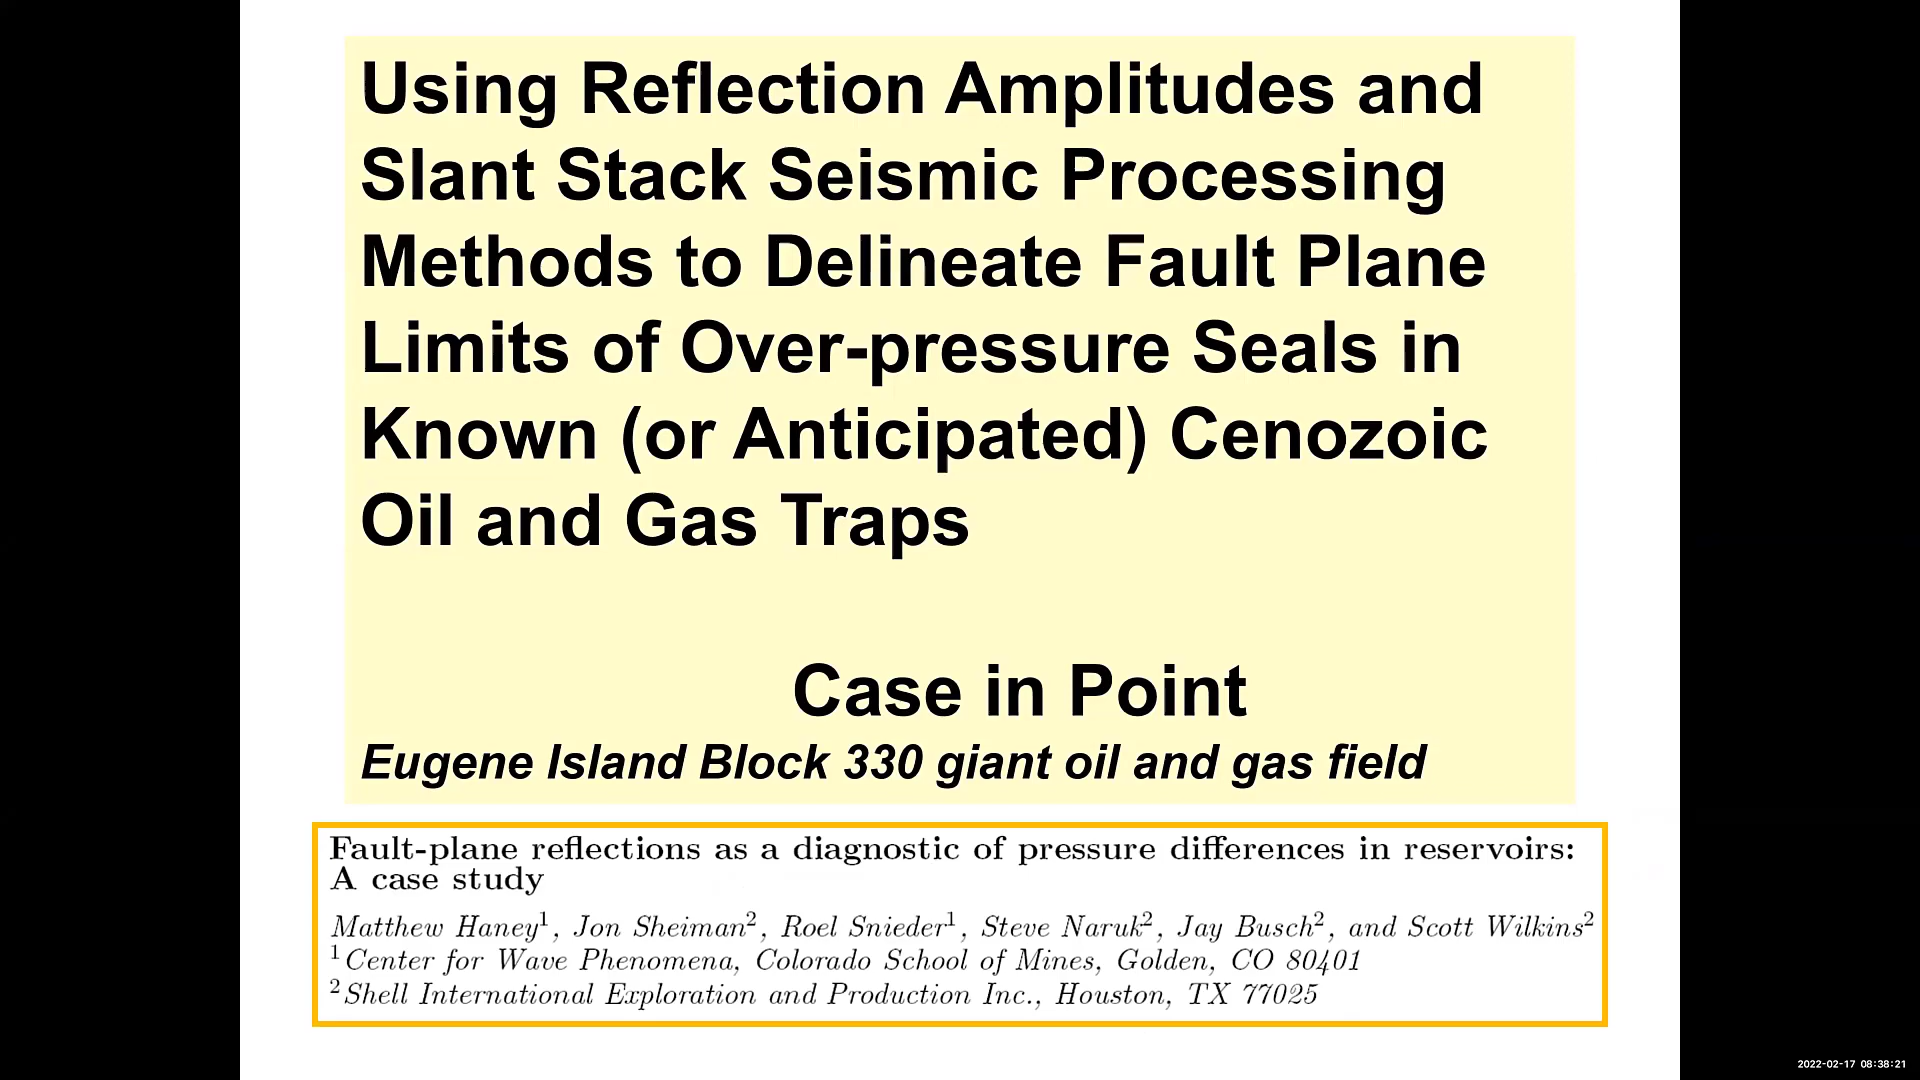 Using Reflection Amplitudes and
Slant Stack Seismic Processing
Methods to Delineate Fault Plane
Limits of Over-pressure Seals in
Known (or Anticipated) Cenozoic
Oil and Gas Traps
Case in Point
Eugene Island Block 330 giant oil and gas field
Fault-plane reflections as a diagnostic of pressure differences in reservoirs:
A case study
Matthew Haney¹, Jon Sheiman², Roel Snieder¹, Steve Naruk², Jay Busch², and Scott Wilkins²
¹Center for Wave Phenomena, Colorado School of Mines, Golden, CO 80401
²Shell International Exploration and Production Inc., Houston, TX 77025
2022-02-17 08:38:21